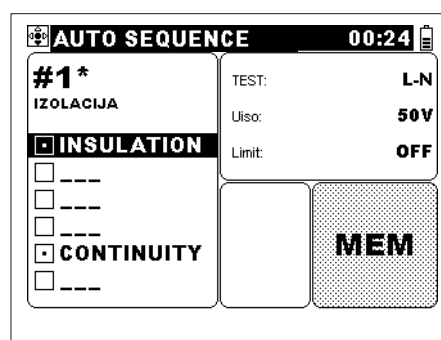 AUTO SEQUENCE 00:24
#1*
IZOLACIJA
INSULATION
___
___
___
CONTINUITY
___
TEST: L-N
Uiso: 50V
Limit: OFF
MEM